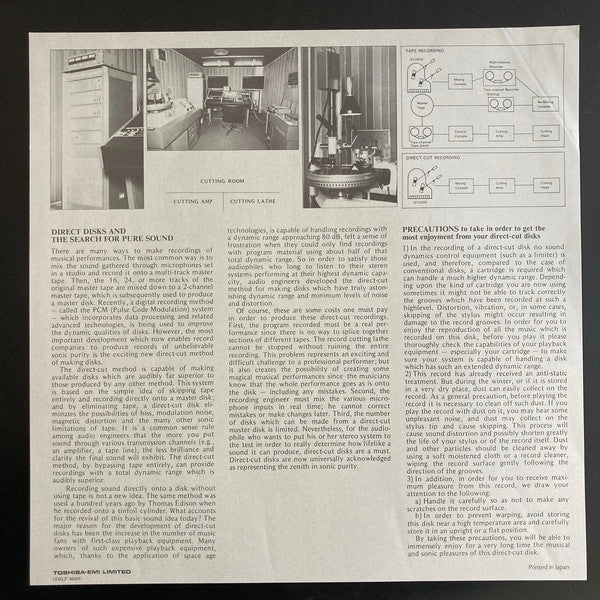 CUTTING ROOM
CUTTING AMP
CUTTING LATHE
TAPE RECORDING
STUDIO
Mixing
Console
Multi-channel
Recorder
Two-channel Recorder
Editing
Master
Tape
Re-Mixing
Console
Two-channel
Tape player
Control
Console
Cutting
Amp
Cutting
Head
DIRECT-CUT RECORDING
Mixing
Console
Cutting
Amp
Cutting
Head
STUDIO
DIRECT DISKS AND
THE SEARCH FOR PURE SOUND
There are many ways to make recordings of
musical performances. The most common way is to
mix the sound gathered through microphones set
in a studio and record it onto a multi-track master
tape. Then, the 16, 24, or more tracks of the
original master tape are mixed down to a 2-channel
master tape, which is subsequently used to produce
a master disk. Recently, a digital recording method
— called the PCM (Pulse Code Modulation) system
— which incorporates data processing and related
advanced technologies, is being used to improve
the dynamic qualities of disks. However, the most
important development which now enables record
companies to produce records of unbelievable
sonic purity is the exciting new direct-cut method
of making disks.
The direct-cut method is capable of making
available disks which are audibly far superior to
those produced by any other method. This system
is based on the simple idea of skipping tape
entirely and recording directly onto a master disk;
and by eliminating tape, a direct-cut disk eli-
minates the possibilities of hiss, modulation noise,
magnetic distortion and the many other sonic
limitations of tape. It is a common sense rule
among audio engineers that the more you put
sound through various transmission channels (e.g.,
an amplifier, a tape line), the less brilliance and
clarity the final sound will exhibit. The direct-cut
method, by bypassing tape entirely, can provide
recordings with a total dynamic range which is
audibly superior.
Recording sound directly onto a disk without
using tape is not a new idea. The same method was
used a hundred years ago by Thomas Edison when
he recorded onto a tinfoil cylinder. What accounts
for the revival of this basic sound idea today? The
major reason for the development of direct-cut
disks has been the increase in the number of music
fans with first-class playback equipment. Many
owners of such expensive playback equipment,
which, thanks to the application of space age
technologies, is capable of handling recordings with
a dynamic range approaching 80 dB, felt a sense of
frustration when they could only find recordings
with program material using about half of that
total dynamic range. So in order to satisfy those
audiophiles who long to listen to their stereo
systems performing at their highest dynamic capa-
city, audio engineers developed the direct-cut
method for making disks which have truly aston-
ishing dynamic range and minimum levels of noise
and distortion.
Of course, these are some costs one must pay
in order to produce these direct-cut recordings.
First, the program recorded must be a real per-
formance since there is no way to splice together
sections of different tapes. The record cutting lathe
cannot be stopped without ruining the entire
recording. This problem represents an exciting and
difficult challenge to a professional performer; but
it also creates the possibility of creating some
magical musical performances since the musicians
know that the whole performance goes as is onto
the disk — including any mistakes. Second, the
recording engineer must mix the various micro-
phone inputs in real time; he cannot correct
mistakes or make changes later. Third, the number
of disks which can be made from a direct-cut
master disk is limited. Nevertheless, for the audio-
phile who wants to put his or her stereo system to
the test in order to really determine how lifelike a
sound it can produce, direct-cut disks are a must.
Direct-cut disks are now universally acknowledged
as representing the zenith in sonic purity.
PRECAUTIONS to take in order to get the
most enjoyment from your direct-cut disks
1) In the recording of a direct-cut disk no sound
dynamics control equipment (such as a limiter) is
used, and therefore, compared to the case of
conventional disks, a cartridge is required which
can handle a much higher dynamic range. Depend-
ing upon the kind of cartridge you are now using
sometimes it might not be able to track correctly
the grooves which have been recorded at such a
highlevel. Distortion, vibration, or, in some cases,
skipping of the stylus might occur resulting in
damage to the record grooves. In order for you to
enjoy the reproduction of all the music which is
recorded on this disk, before you play it please
thoroughly check the capabilities of your playback
equipment — especially your cartridge — to make
sure your system is capable of handling a disk
which has such an extended dynamic range.
2) This record has already received an anti-static
treatment. But during the winter, or if it is stored
in a very dry place, dust can easily collect on the
record. As a general precaution, before playing the
record it is necessary to clean off such dust. If you
play the record with dust on it, you may hear some
unpleasant noise, and dust may collect on the
stylus tip and cause skipping. This process will
cause sound distortion and possibly shorten greatly
the life of your stylus or of the record itself. Dust
and other particles should be cleaned away by
using a soft moistened cloth or a record cleaner,
wiping the record surface gently following the
direction of the grooves.
3) In addition, in order for you to receive maxi-
mum pleasure from this record, we draw your
attention to the following:
a) Handle it carefully so as not to make any
scratches on the record surface.
b) In order to prevent warping, avoid storing
this disk near a high temperature area and carefully
store it in an upright or a flat position.
By taking these precautions, you will be able to
immensely enjoy for a very long time the musical
and sonic pleasures of this direct-cut disk.
TOSHIBA-EMI LIMITED
Printed in Japan